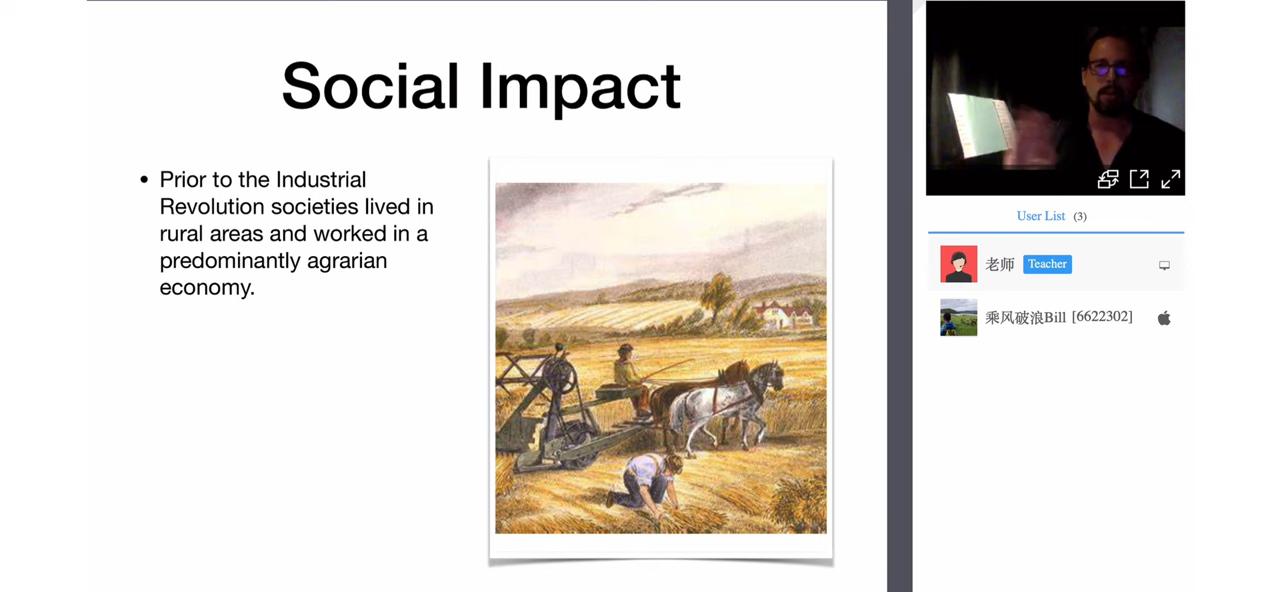 Social Impact
• Prior to the Industrial
Revolution societies lived in
rural areas and worked in a
predominantly agrarian
economy.
User List (3)
老师 Teacher
乘风破浪Bill [6622302]